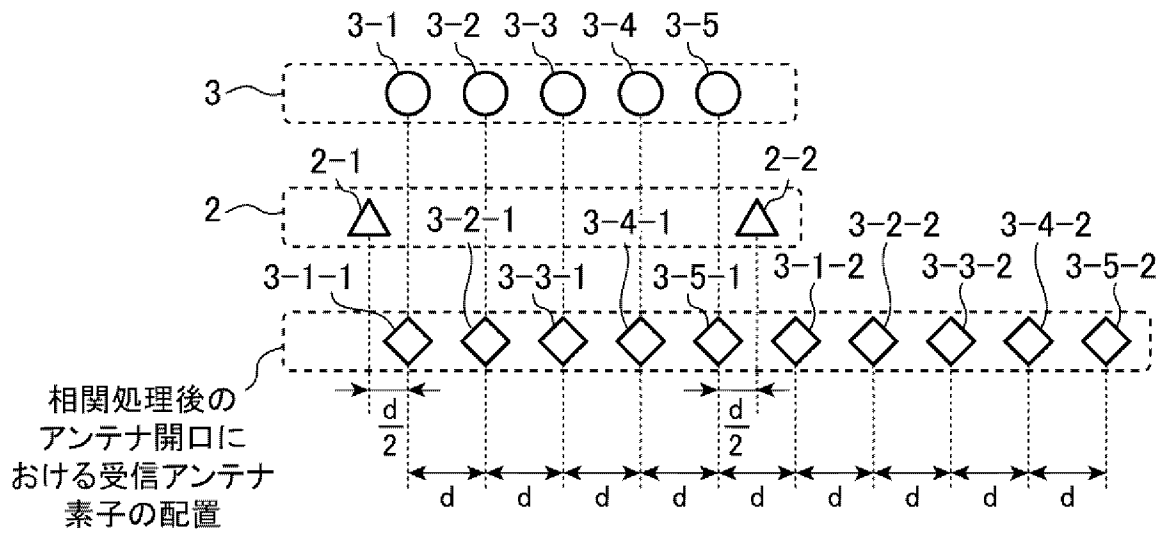 3-1 3-2 3-3 3-4 3-5
3
2-1 2-2
2
3-2-1 3-4-1 3-2-2 3-4-2
3-1-1 3-3-1 3-5-1 3-1-2 3-3-2 3-5-2
d/2 d/2
相関処理後の
アンテナ開口に
おける受信アンテナ
素子の配置
d d d d d d d d d